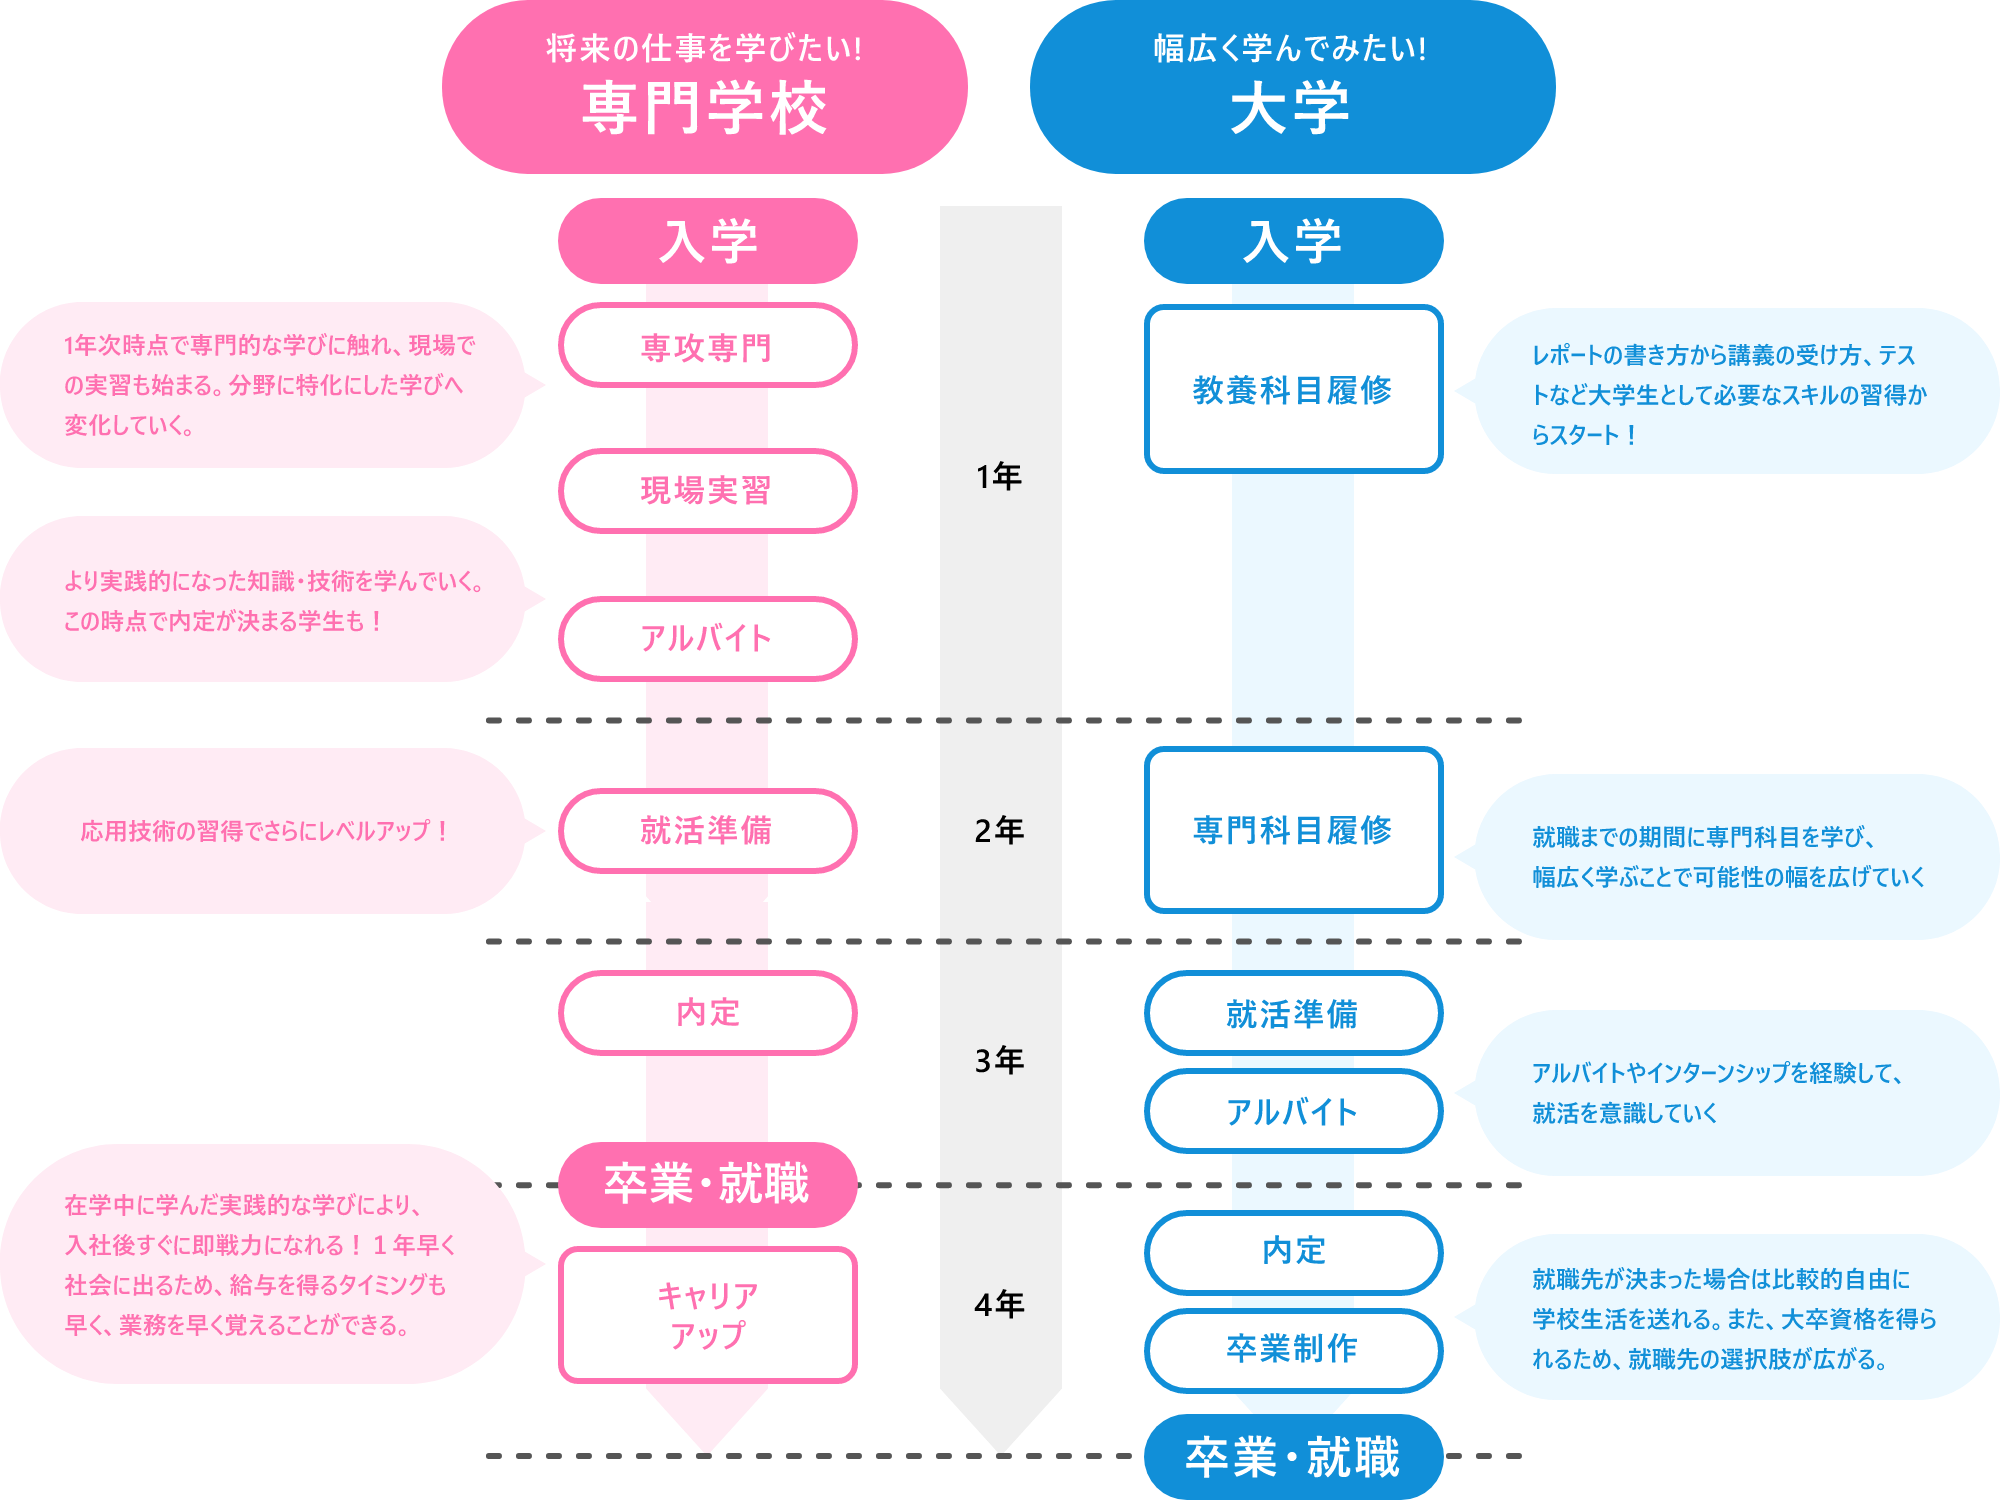 将来の仕事を学びたい!
専門学校
幅広く学んでみたい!
大学
入学
入学
1年次時点で専門的な学びに触れ、現場で
の実習も始まる。分野に特化にした学びへ
変化していく。
専攻専門
教養科目履修
レポートの書き方から講義の受け方、テス
トなど大学生として必要なスキルの習得か
らスタート！
現場実習
1年
より実践的になった知識・技術を学んでいく。
この時点で内定が決まる学生も！
アルバイト
応用技術の習得でさらにレベルアップ！
就活準備
2年
専門科目履修
就職までの期間に専門科目を学び、
幅広く学ぶことで可能性の幅を広げていく
内定
3年
就活準備
アルバイト
アルバイトやインターンシップを経験して、
就活を意識していく
卒業・就職
在学中に学んだ実践的な学びにより、
入社後すぐに即戦力になれる！１年早く
社会に出るため、給与を得るタイミングも
早く、業務を早く覚えることができる。
キャリア
アップ
4年
内定
卒業制作
就職先が決まった場合は比較的自由に
学校生活を送れる。また、大卒資格を得ら
れるため、就職先の選択肢が広がる。
卒業・就職